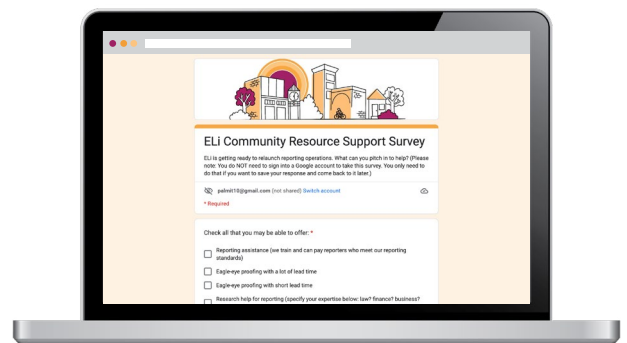 ELi Community Resource Support Survey
ELi is getting ready to relaunch reporting operations. What can you pitch in to help? (Please
note: You do NOT need to sign into a Google account to take this survey. You only need to
do that if you want to save your response and come back to it later.)
palmit10@gmail.com (not shared) Switch account
* Required
Check all that you may be able to offer: *
Reporting assistance (we train and can pay reporters who meet our reporting
standards)
Eagle-eye proofing with a lot of lead time
Eagle-eye proofing with short lead time
Research help for reporting (specify your expertise below: law? finance? business?